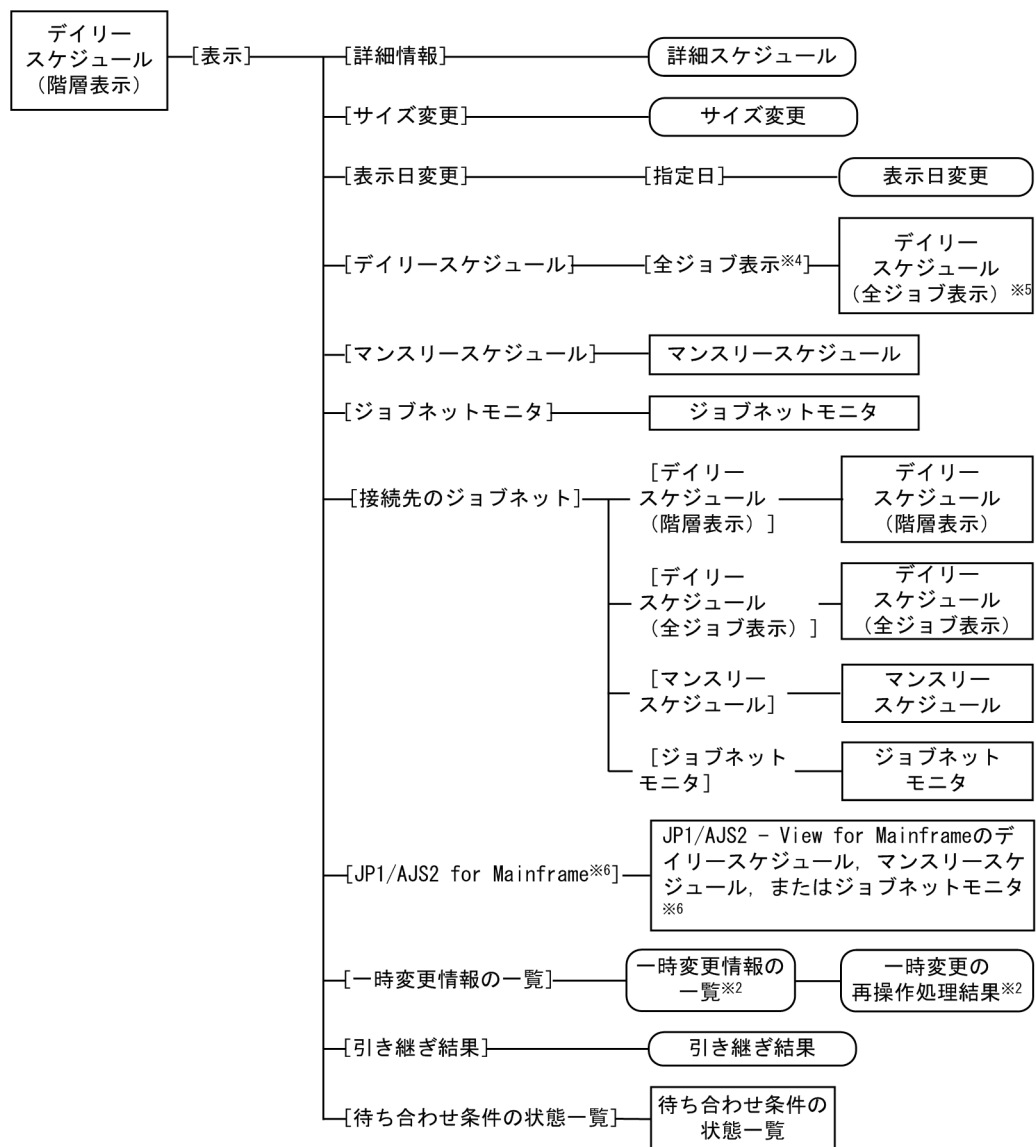 デイリー
スケジュール
（階層表示）
[表示]
[詳細情報]
詳細スケジュール
[サイズ変更]
サイズ変更
[表示日変更]
[指定日]
表示日変更
[デイリースケジュール]
[全ジョブ表示※4]
デイリー
スケジュール
（全ジョブ表示）※5
[マンスリースケジュール]
マンスリースケジュール
[ジョブネットモニタ]
ジョブネットモニタ
[接続先のジョブネット]
[デイリー
スケジュール
（階層表示）]
デイリー
スケジュール
（階層表示）
[デイリー
スケジュール
（全ジョブ表示）]
デイリー
スケジュール
（全ジョブ表示）
[マンスリー
スケジュール]
マンスリー
スケジュール
[ジョブネット
モニタ]
ジョブネット
モニタ
[JP1/AJS2 for Mainframe※6]
JP1/AJS2 - View for Mainframeのデ
イリースケジュール，マンスリースケ
ジュール，またはジョブネットモニタ
※6
[一時変更情報の一覧]
一時変更情報の
一覧※2
一時変更の
再操作処理結果※2
[引き継ぎ結果]
引き継ぎ結果
[待ち合わせ条件の状態一覧]
待ち合わせ条件の
状態一覧